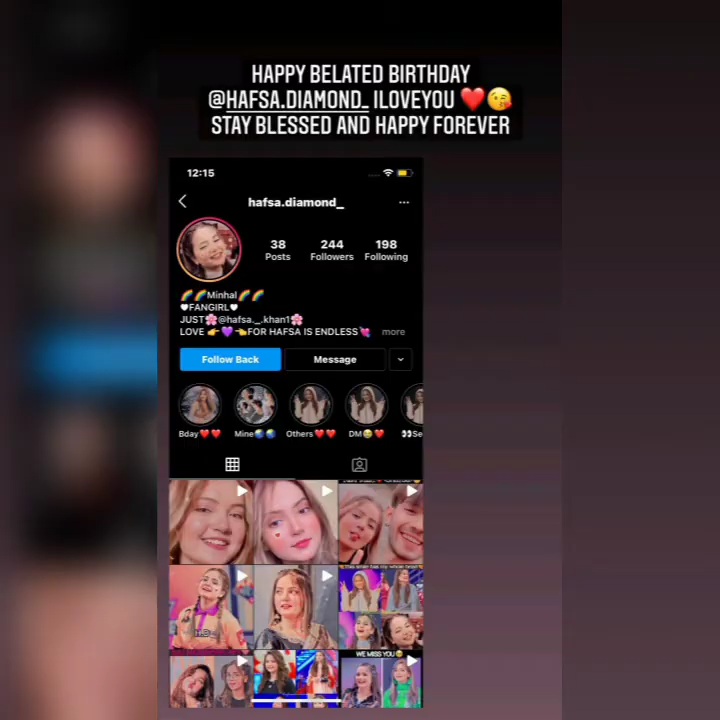 HAPPY BELATED BIRTHDAY
@HAFSA.DIAMOND_ ILOVEYOU ❤️😘
STAY BLESSED AND HAPPY FOREVER
12:15
hafsa.diamond_
38 244 198
Posts Followers Following
🌈🌈Minhal🌈🌈
♥FANGIRL♥
JUST🌸@hafsa._.khan1🌸
LOVE 👉💜👈FOR HAFSA IS ENDLESS💘 more
Follow Back Message
Bday❤️❤️ Mine🌏🌏 Others❤️❤️ DM🥺❤️
WE MISS YOU🥺